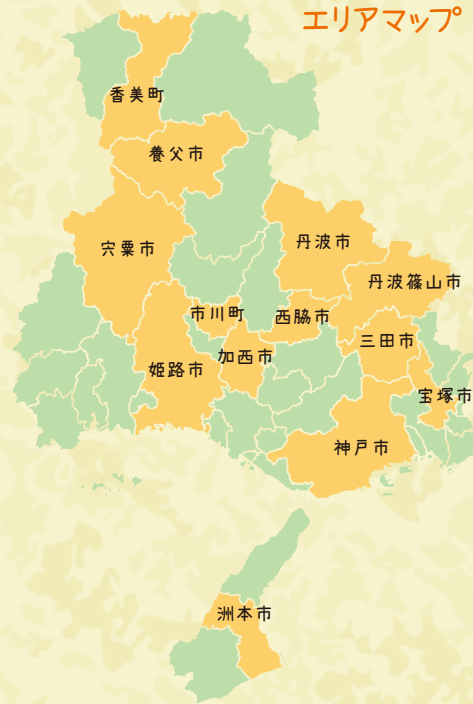 エリアマップ
香美町
養父市
宍粟市
丹波市
丹波篠山市
市川町
西脇市
三田市
加西市
姫路市
宝塚市
神戸市
洲本市